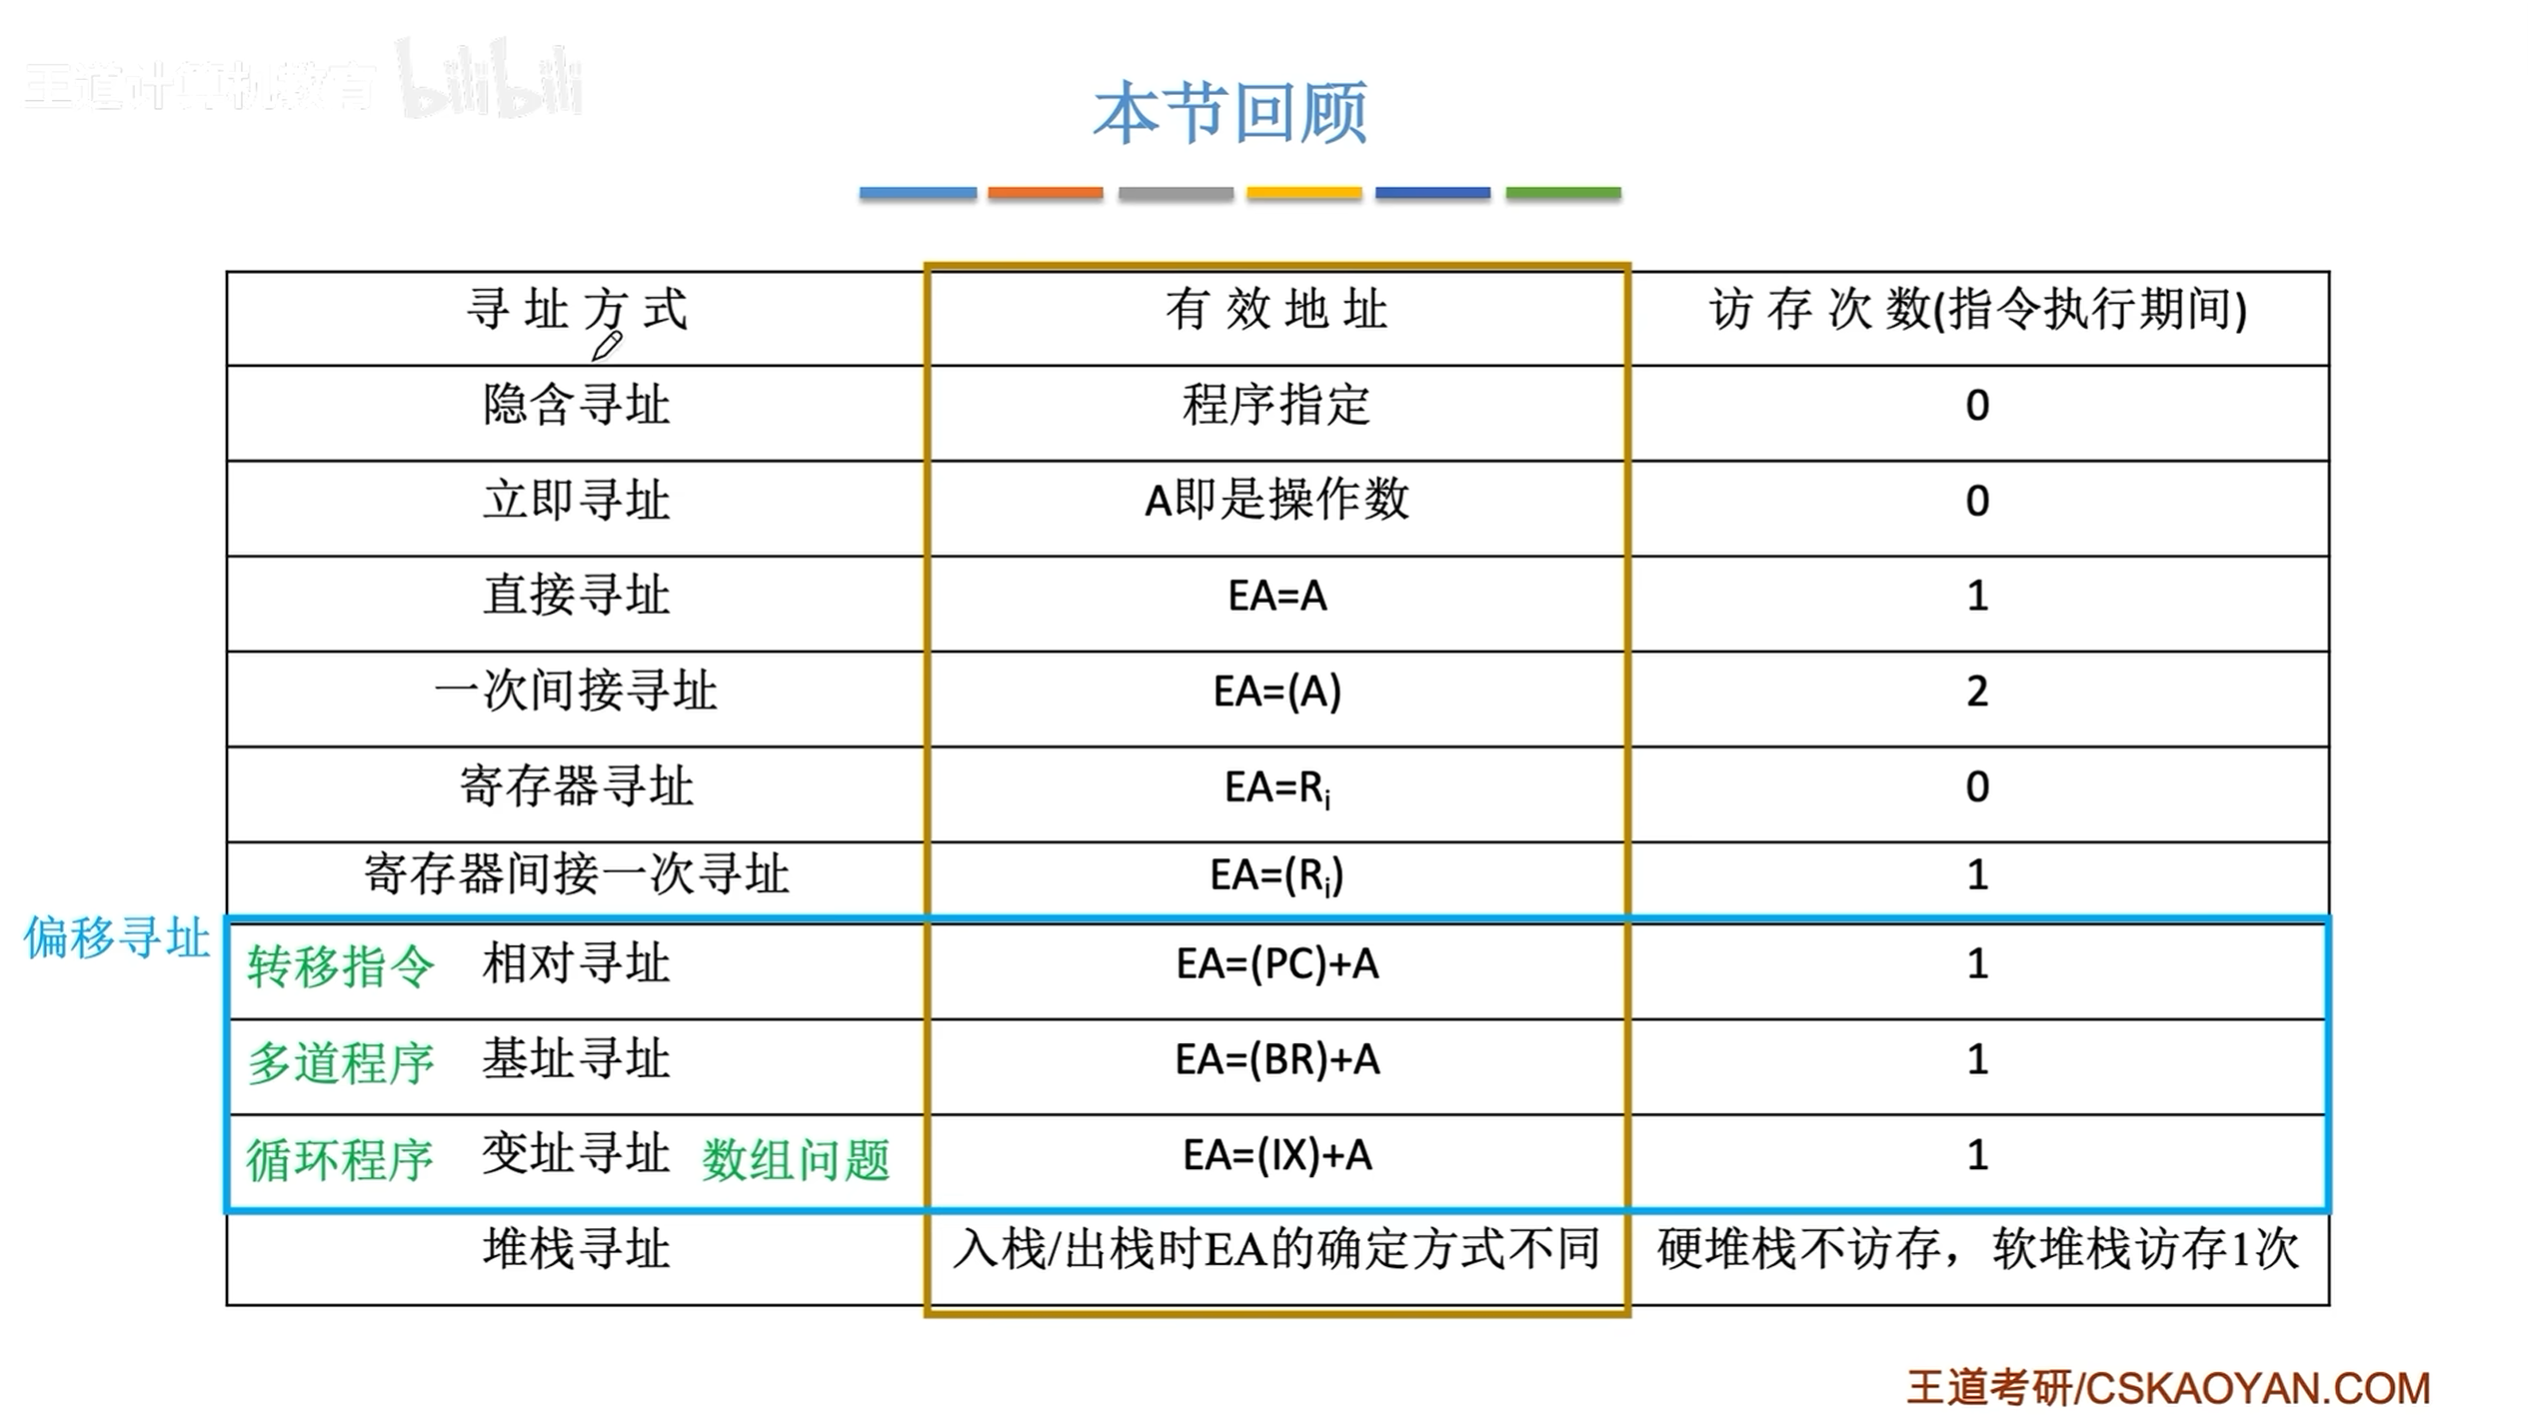 王道计算机教育 bilibili
本节回顾
寻址方式 有效地址 访存次数(指令执行期间)
隐含寻址 程序指定 0
立即寻址 A即是操作数 0
直接寻址 EA=A 1
一次间接寻址 EA=(A) 2
寄存器寻址 EA=Rᵢ 0
寄存器间接一次寻址 EA=(Rᵢ) 1
偏移寻址
转移指令 相对寻址 EA=(PC)+A 1
多道程序 基址寻址 EA=(BR)+A 1
循环程序 变址寻址 数组问题 EA=(IX)+A 1
堆栈寻址 入栈/出栈时EA的确定方式不同 硬堆栈不访存，软堆栈访存1次
王道考研/CSKAOYAN.COM